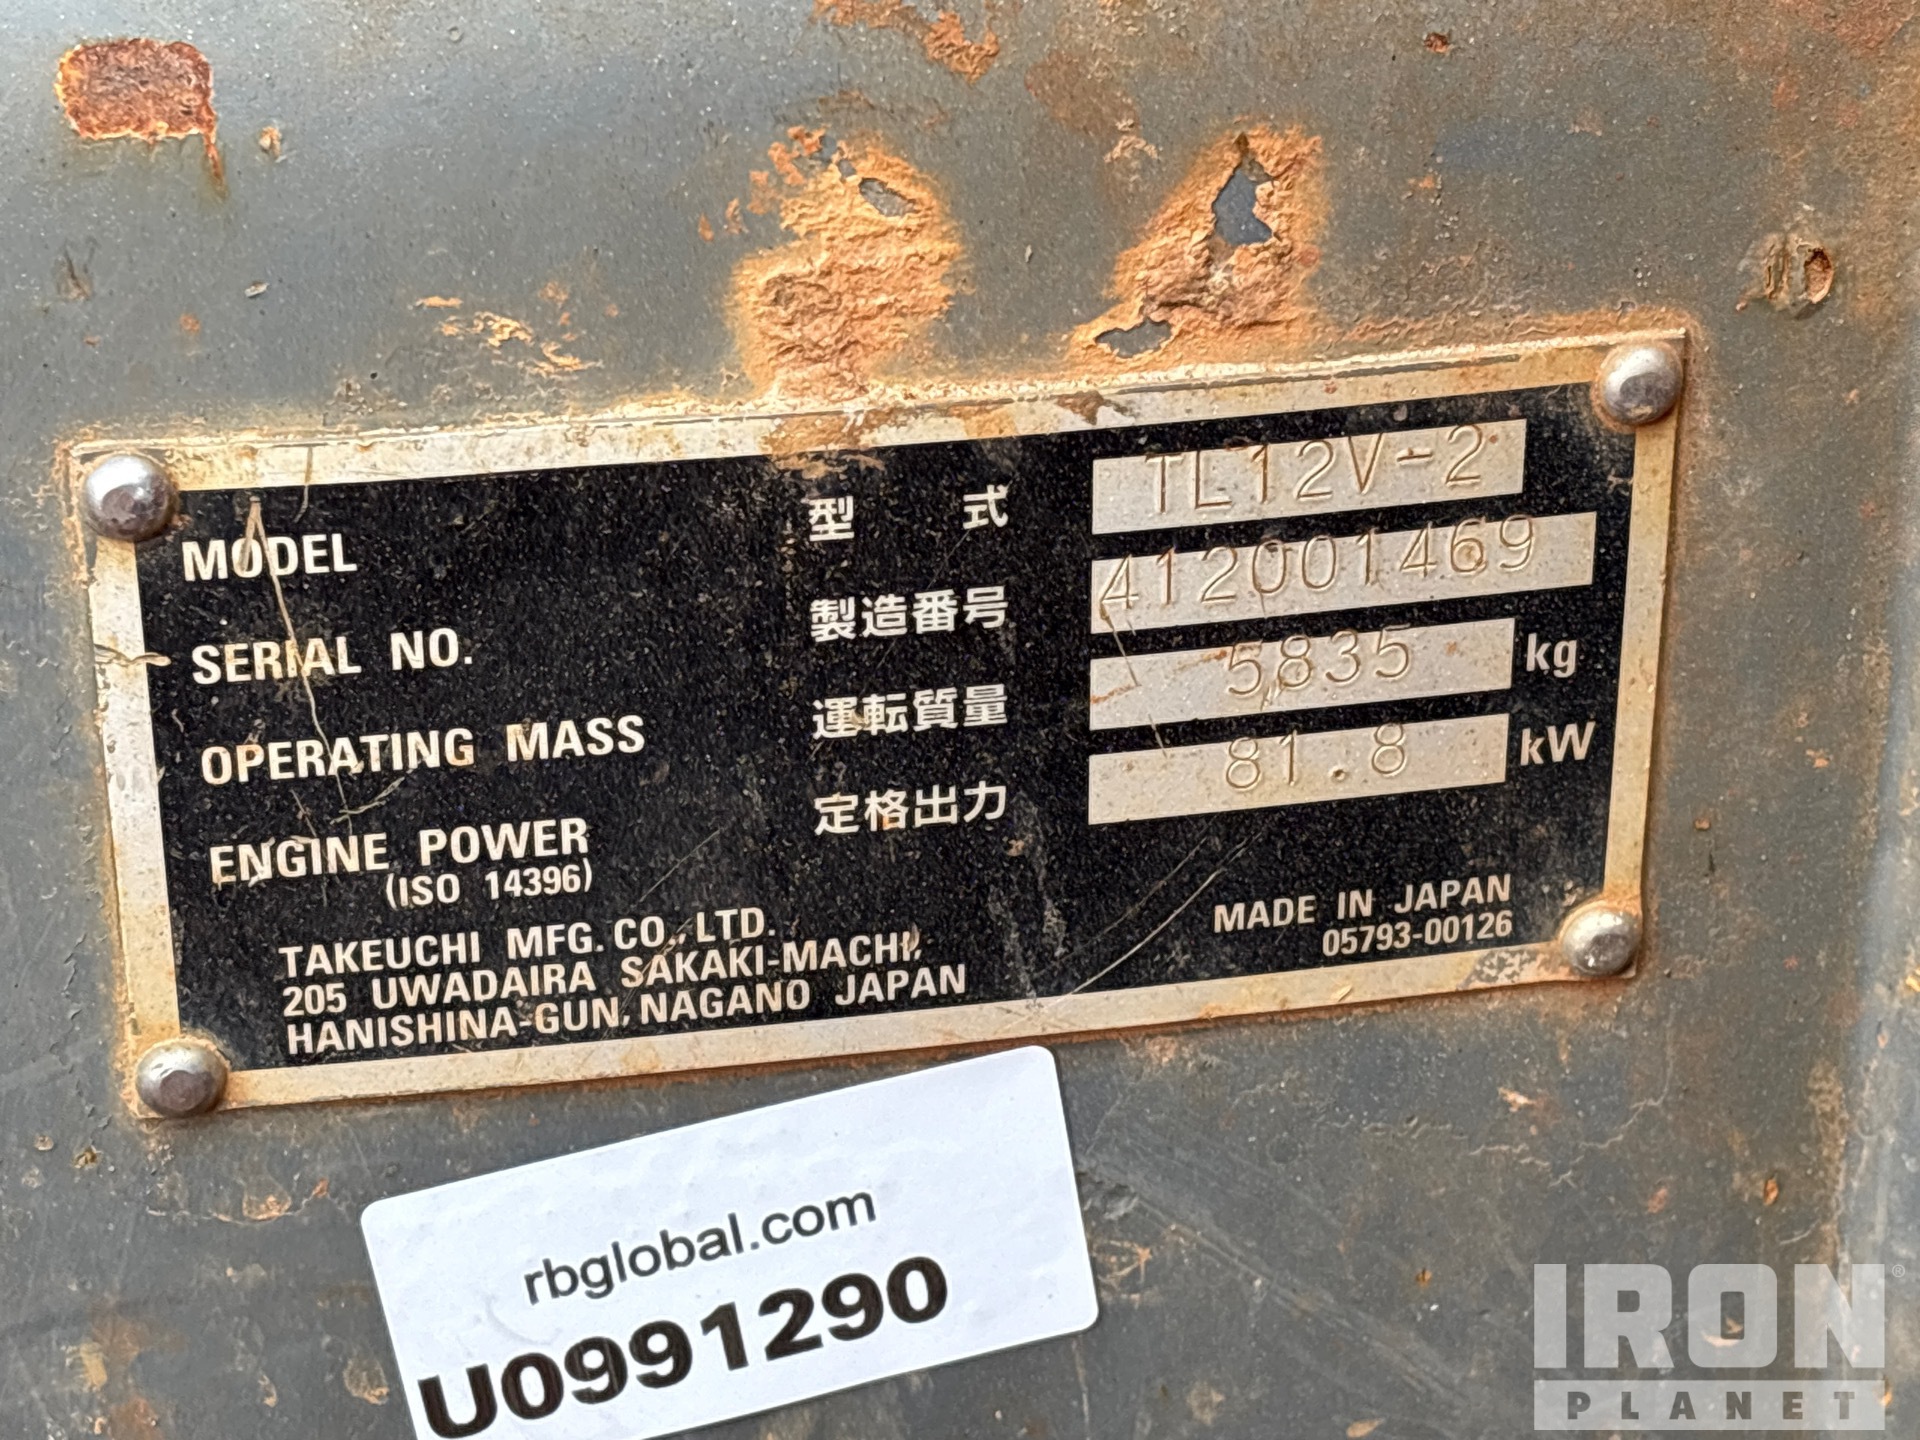 MODEL 型式 TL12V-2
SERIAL NO. 製造番号 412001469
OPERATING MASS 運転質量 5835 kg
ENGINE POWER 定格出力 81.8 kW
(ISO 14396)
TAKEUCHI MFG. CO., LTD.
205 UWADAIRA SAKAKI-MACHI,
HANISHINA-GUN, NAGANO JAPAN
MADE IN JAPAN
05793-00126
rbglobal.com
U0991290
IRON ®
PLANET